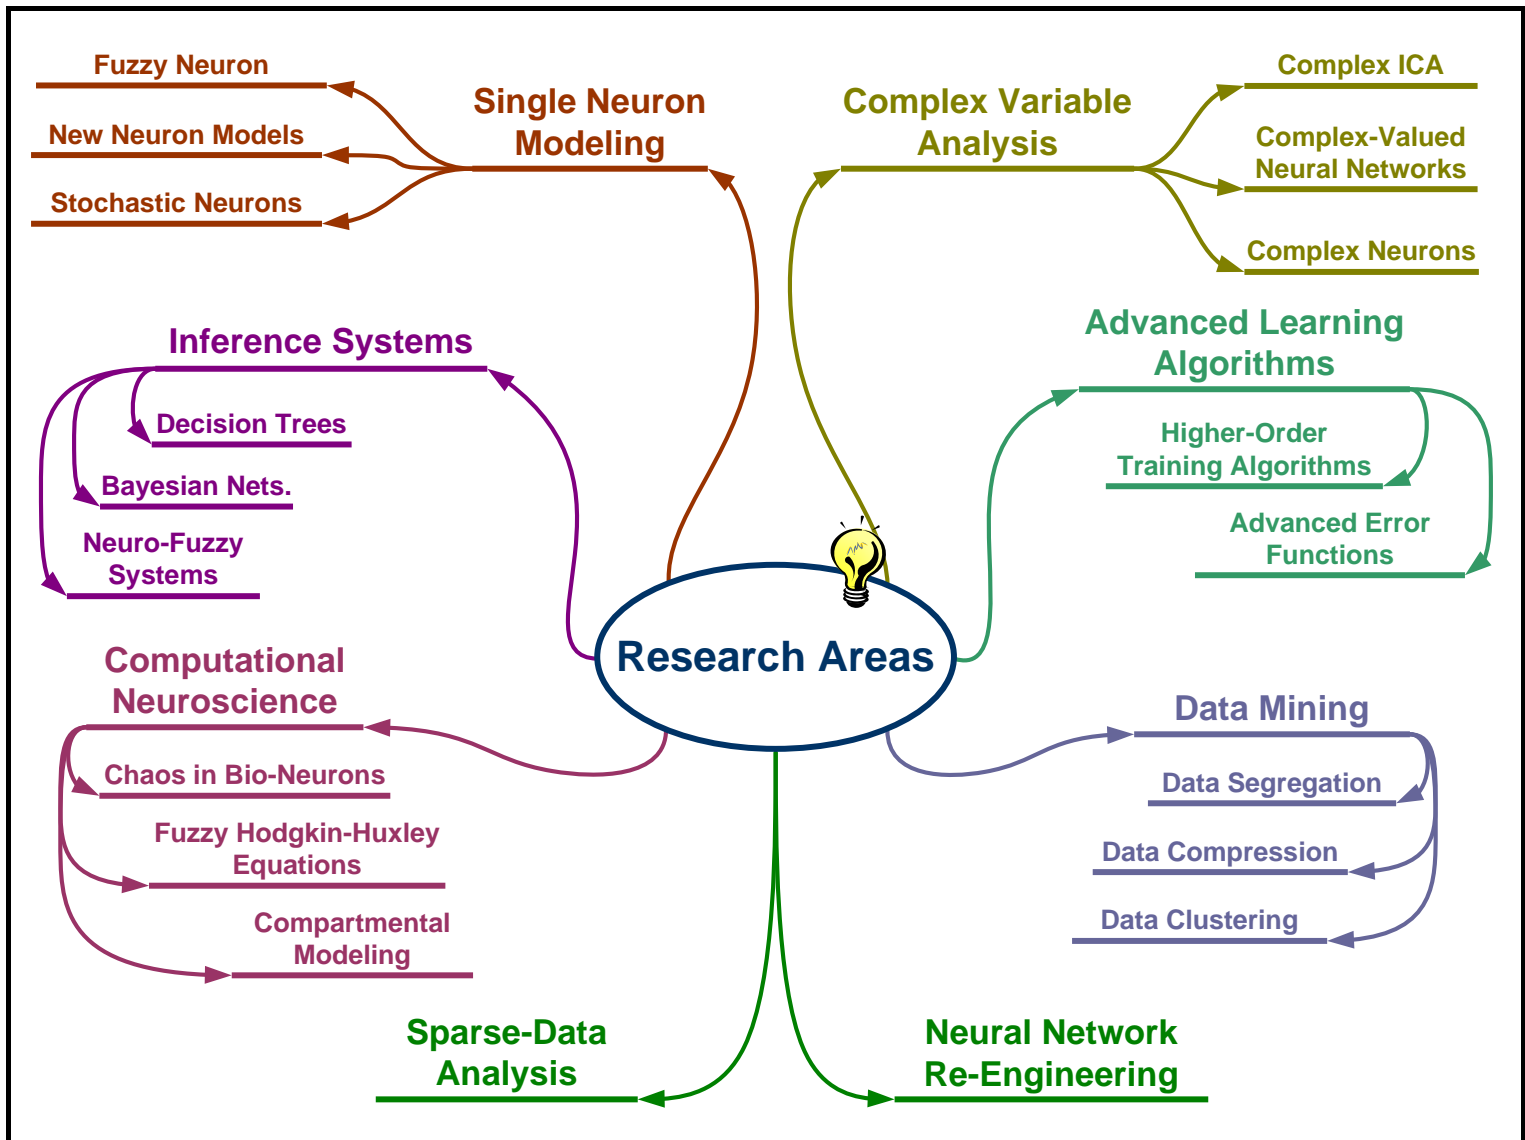 Fuzzy Neuron
New Neuron Models
Stochastic Neurons
Single Neuron
Modeling
Complex Variable
Analysis
Complex ICA
Complex-Valued
Neural Networks
Complex Neurons
Inference Systems
Decision Trees
Bayesian Nets.
Neuro-Fuzzy
Systems
Advanced Learning
Algorithms
Higher-Order
Training Algorithms
Advanced Error
Functions
Research Areas
Computational
Neuroscience
Chaos in Bio-Neurons
Fuzzy Hodgkin-Huxley
Equations
Compartmental
Modeling
Data Mining
Data Segregation
Data Compression
Data Clustering
Sparse-Data
Analysis
Neural Network
Re-Engineering